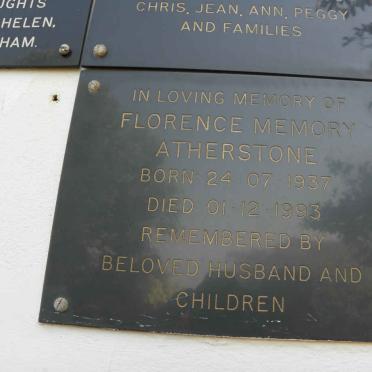 UGHTS
HELEN,
HAM.
CHRIS, JEAN, ANN, PEGGY
AND FAMILIES
IN LOVING MEMORY OF
FLORENCE MEMORY
ATHERSTONE
BORN 24·07·1937
DIED 01·12·1993
REMEMBERED BY
BELOVED HUSBAND AND
CHILDREN